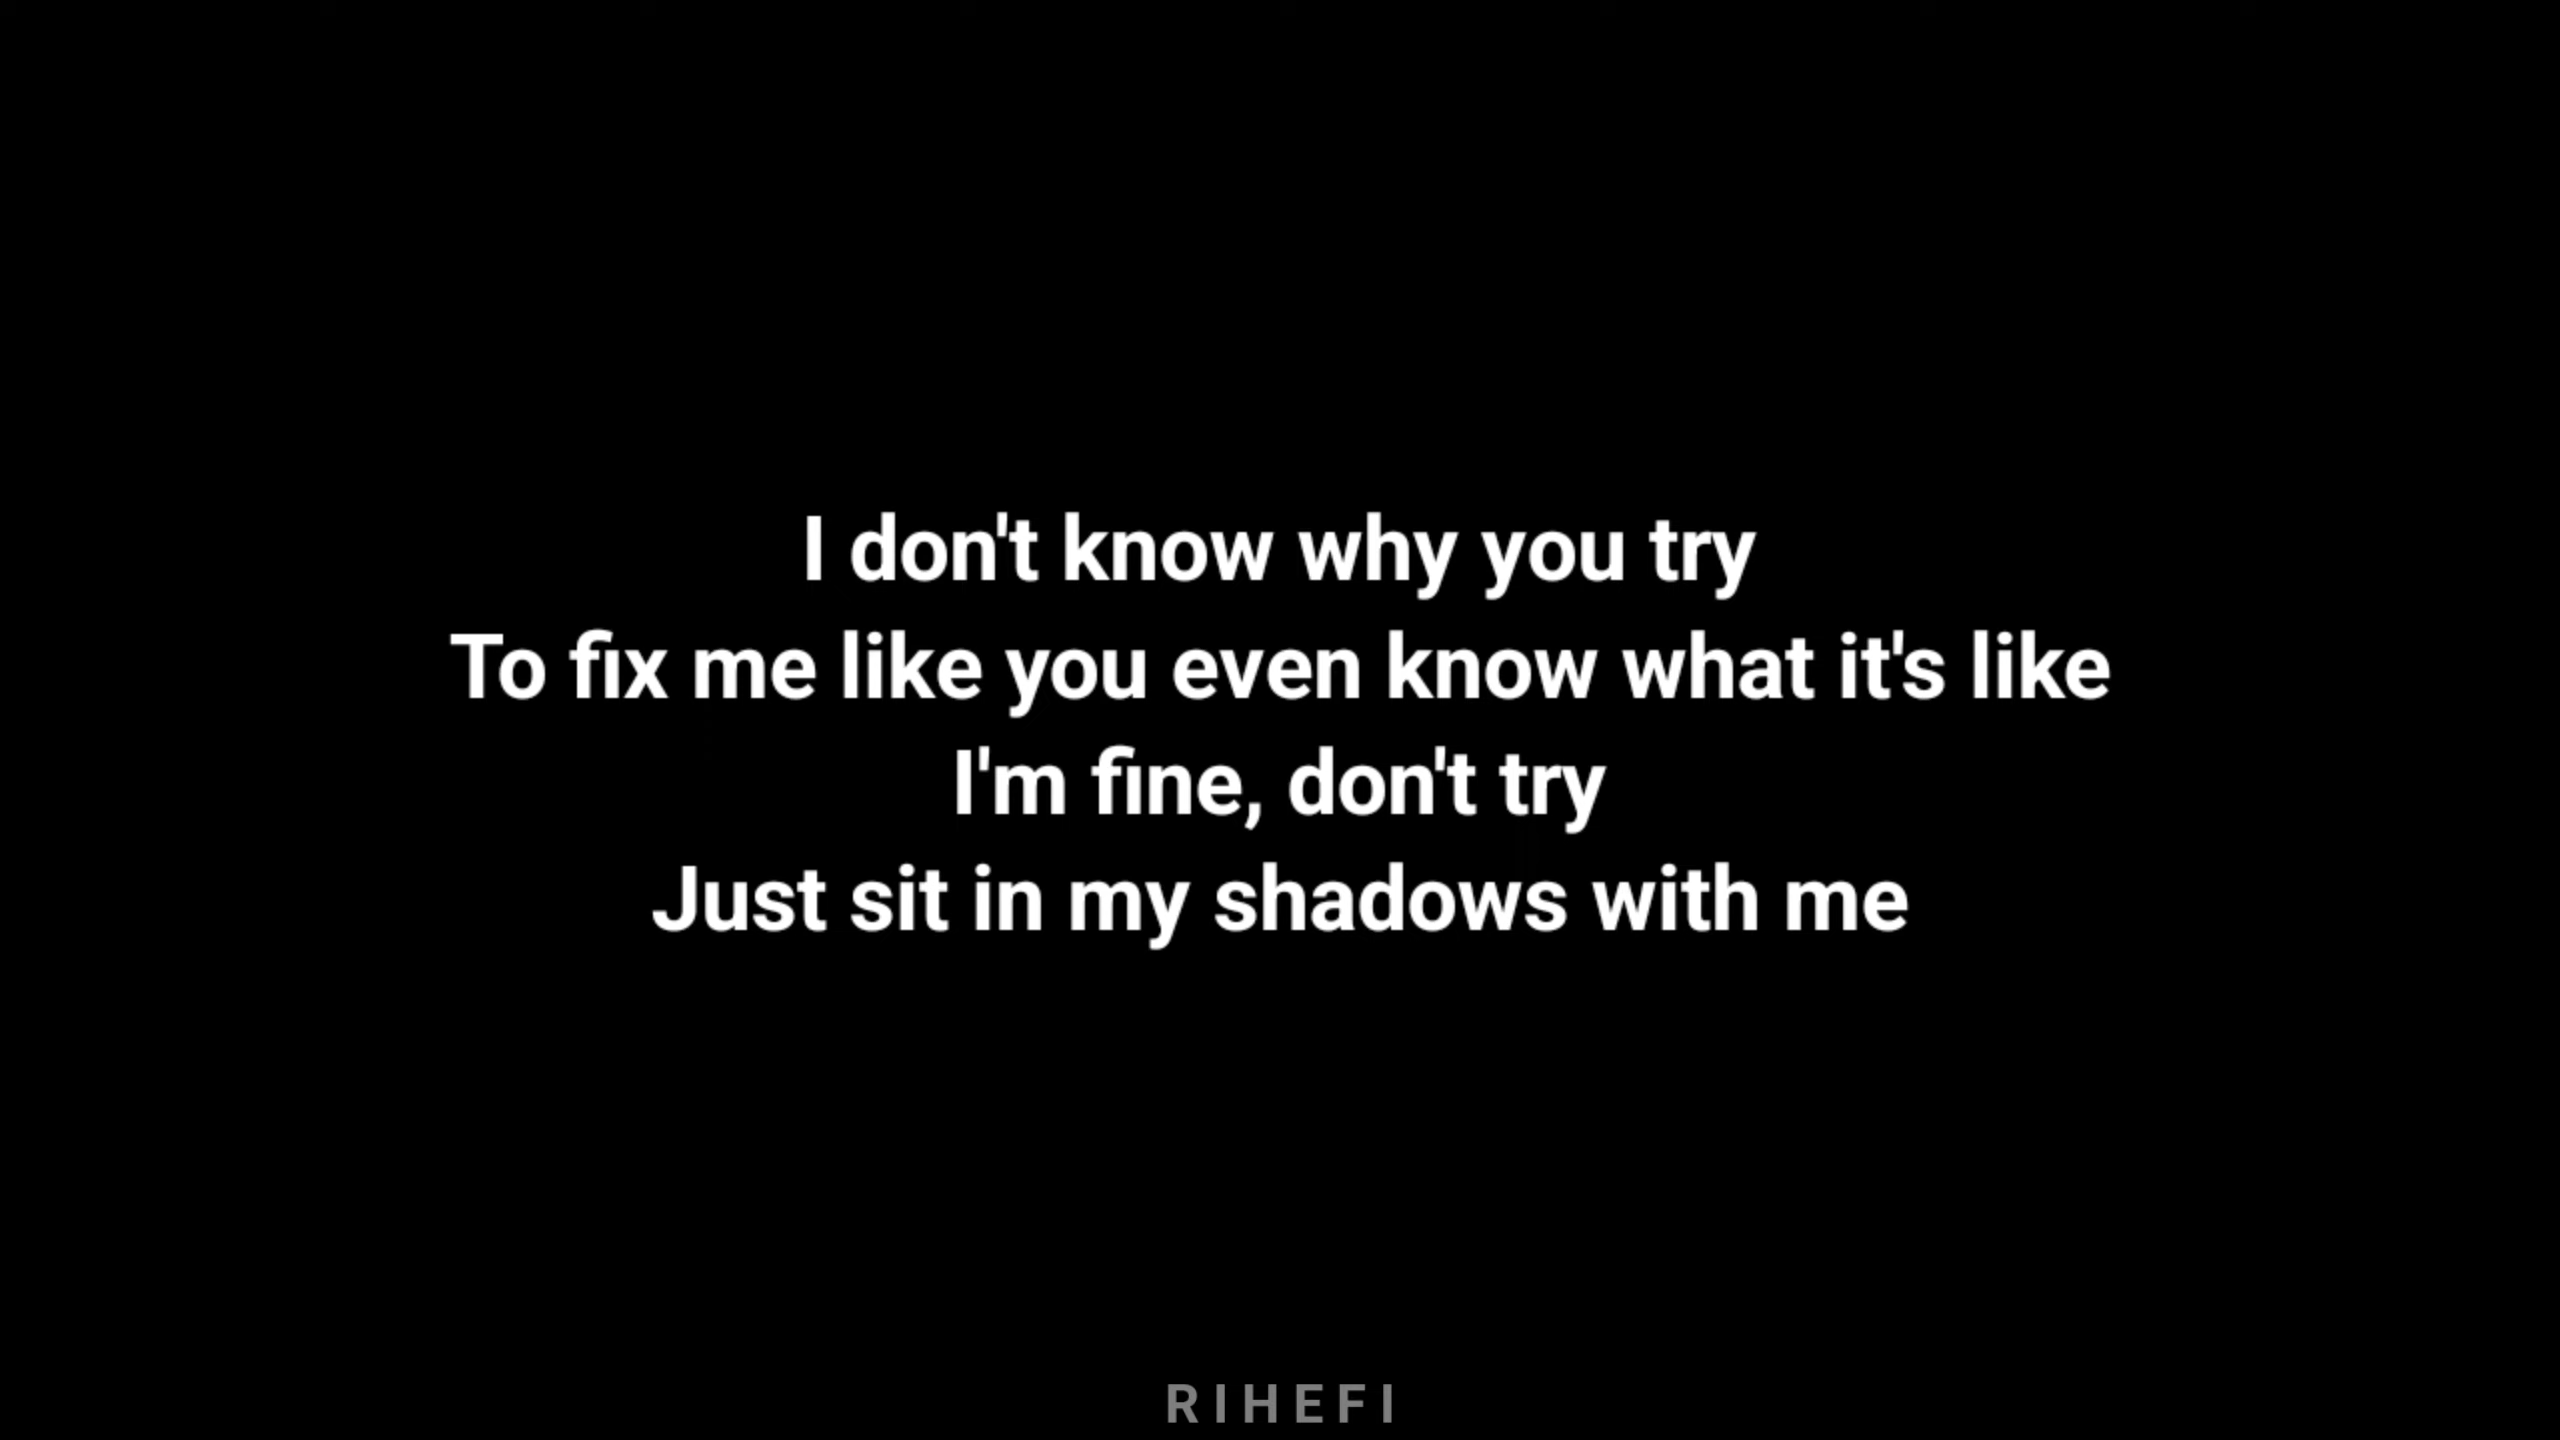 I don't know why you try
To fix me like you even know what it's like
I'm fine, don't try
Just sit in my shadows with me
RIHEFI